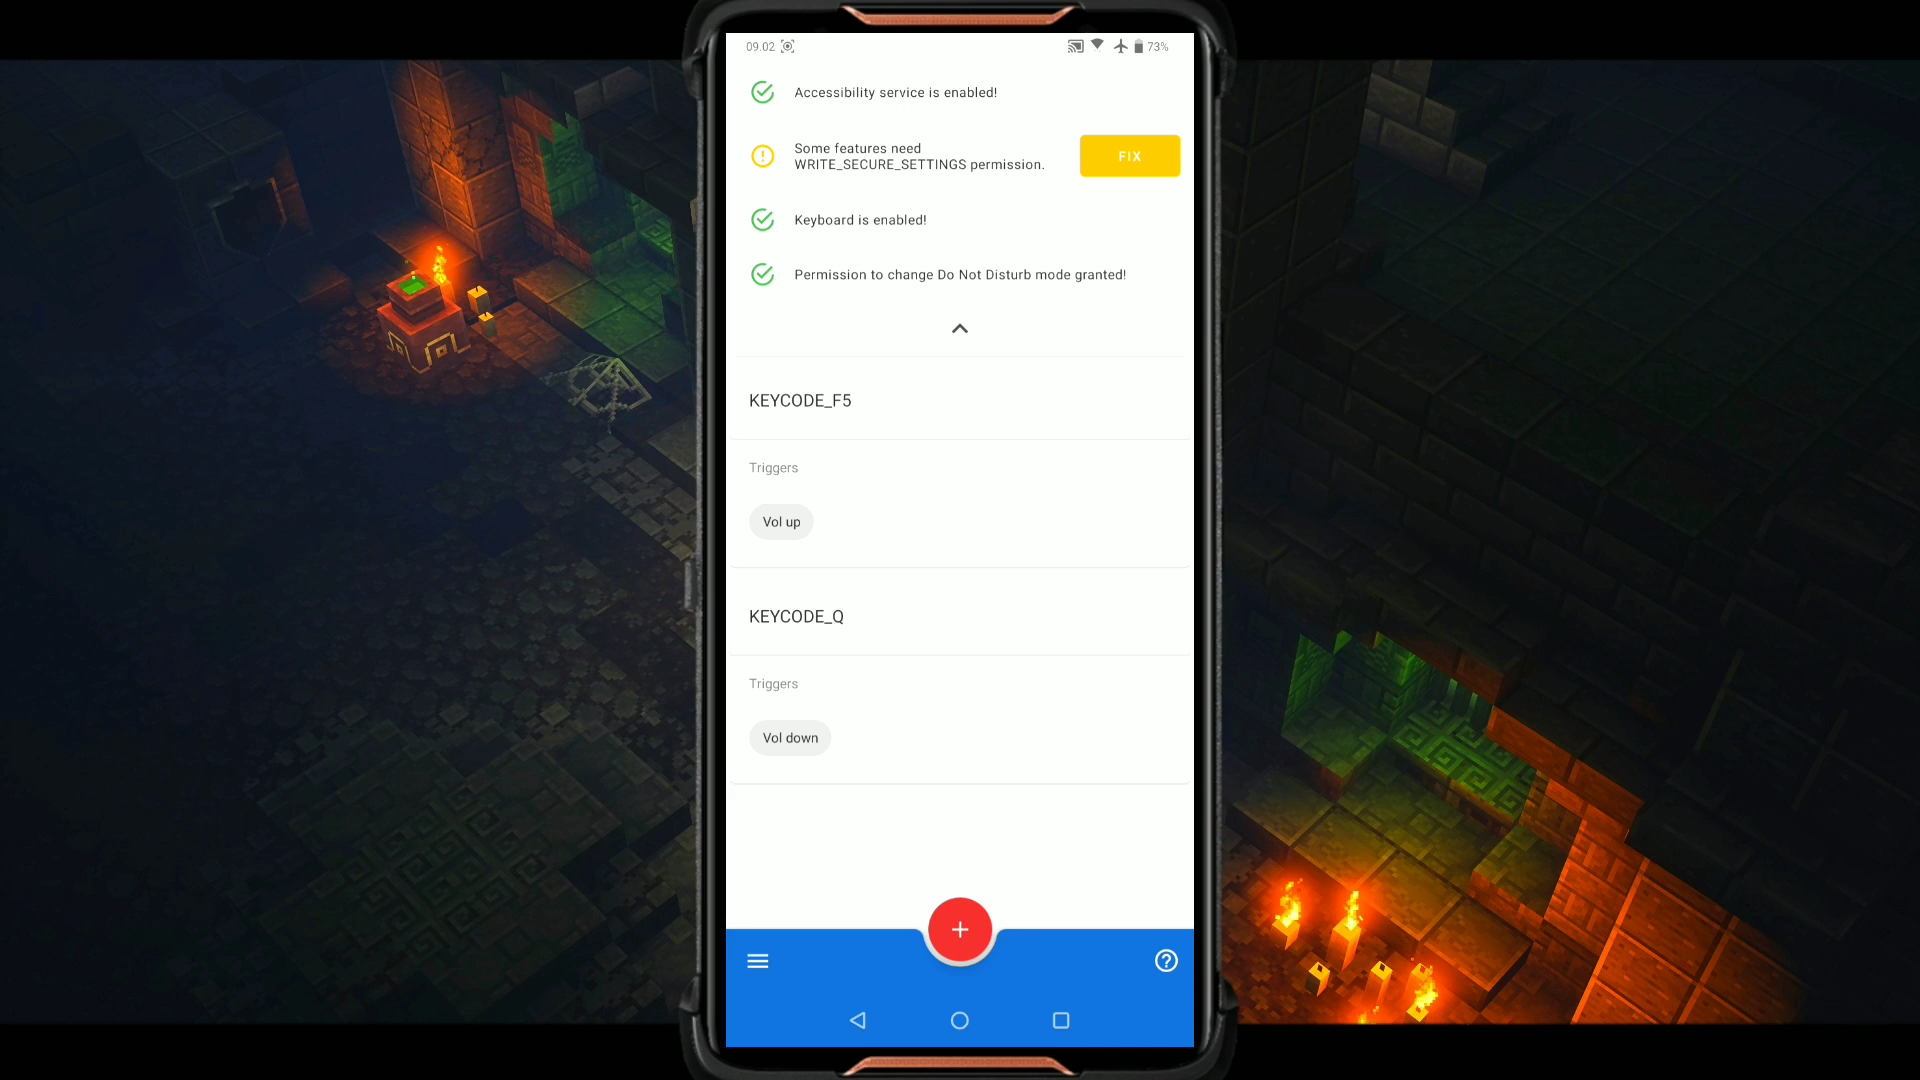 09.02 73%
Accessibility service is enabled!
Some features need
WRITE_SECURE_SETTINGS permission.
FIX
Keyboard is enabled!
Permission to change Do Not Disturb mode granted!
KEYCODE_F5
Triggers
Vol up
KEYCODE_Q
Triggers
Vol down